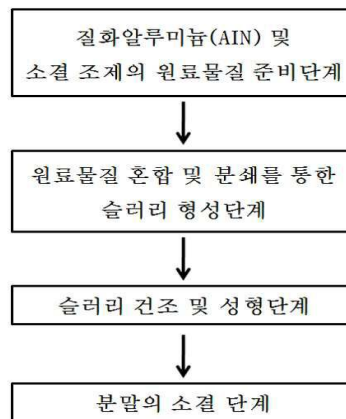 질화알루미늄(AIN) 및
소결 조제의 원료물질 준비단계
원료물질 혼합 및 분쇄를 통한
슬러리 형성단계
슬러리 건조 및 성형단계
분말의 소결 단계